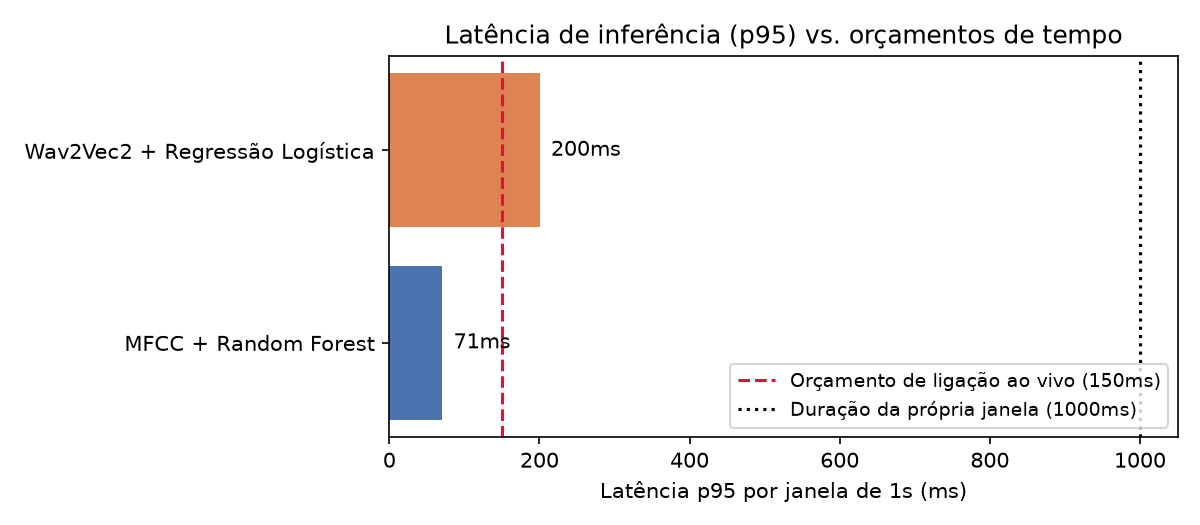 Latência de inferência (p95) vs. orçamentos de tempo
Wav2Vec2 + Regressão Logística
200ms
MFCC + Random Forest
71ms
Orçamento de ligação ao vivo (150ms)
Duração da própria janela (1000ms)
0 200 400 600 800 1000
Latência p95 por janela de 1s (ms)